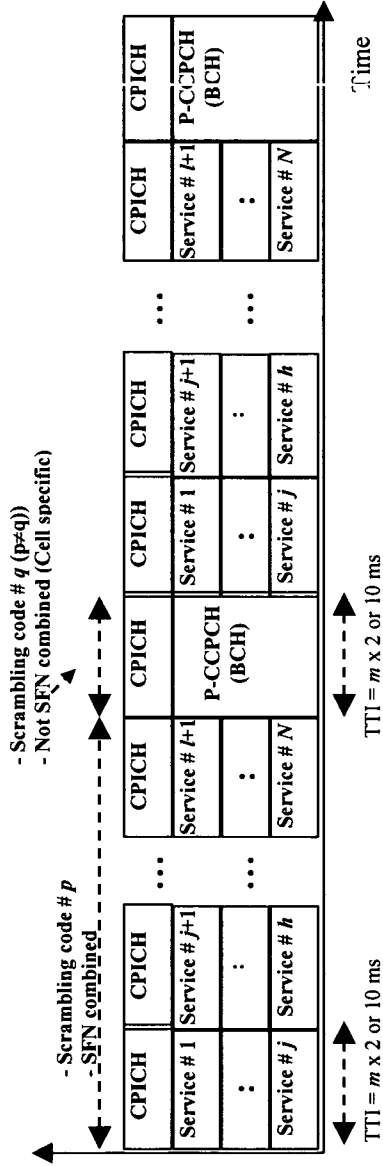 - Scrambling code # p
- SFN combined
- Scrambling code # q (p≠q))
- Not SFN combined (Cell specific)
CPICH
Service # 1
:
Service # j
CPICH
Service # j+1
:
Service # h
...
...
CPICH
Service # l+1
:
Service # N
CPICH
P-CCPCH
(BCH)
CPICH
Service # 1
:
Service # j
CPICH
Service # j+1
:
Service # h
...
...
CPICH
Service # l+1
:
Service # N
CPICH
P-CCPCH
(BCH)
TTI = m x 2 or 10 ms
TTI = m x 2 or 10 ms
Time